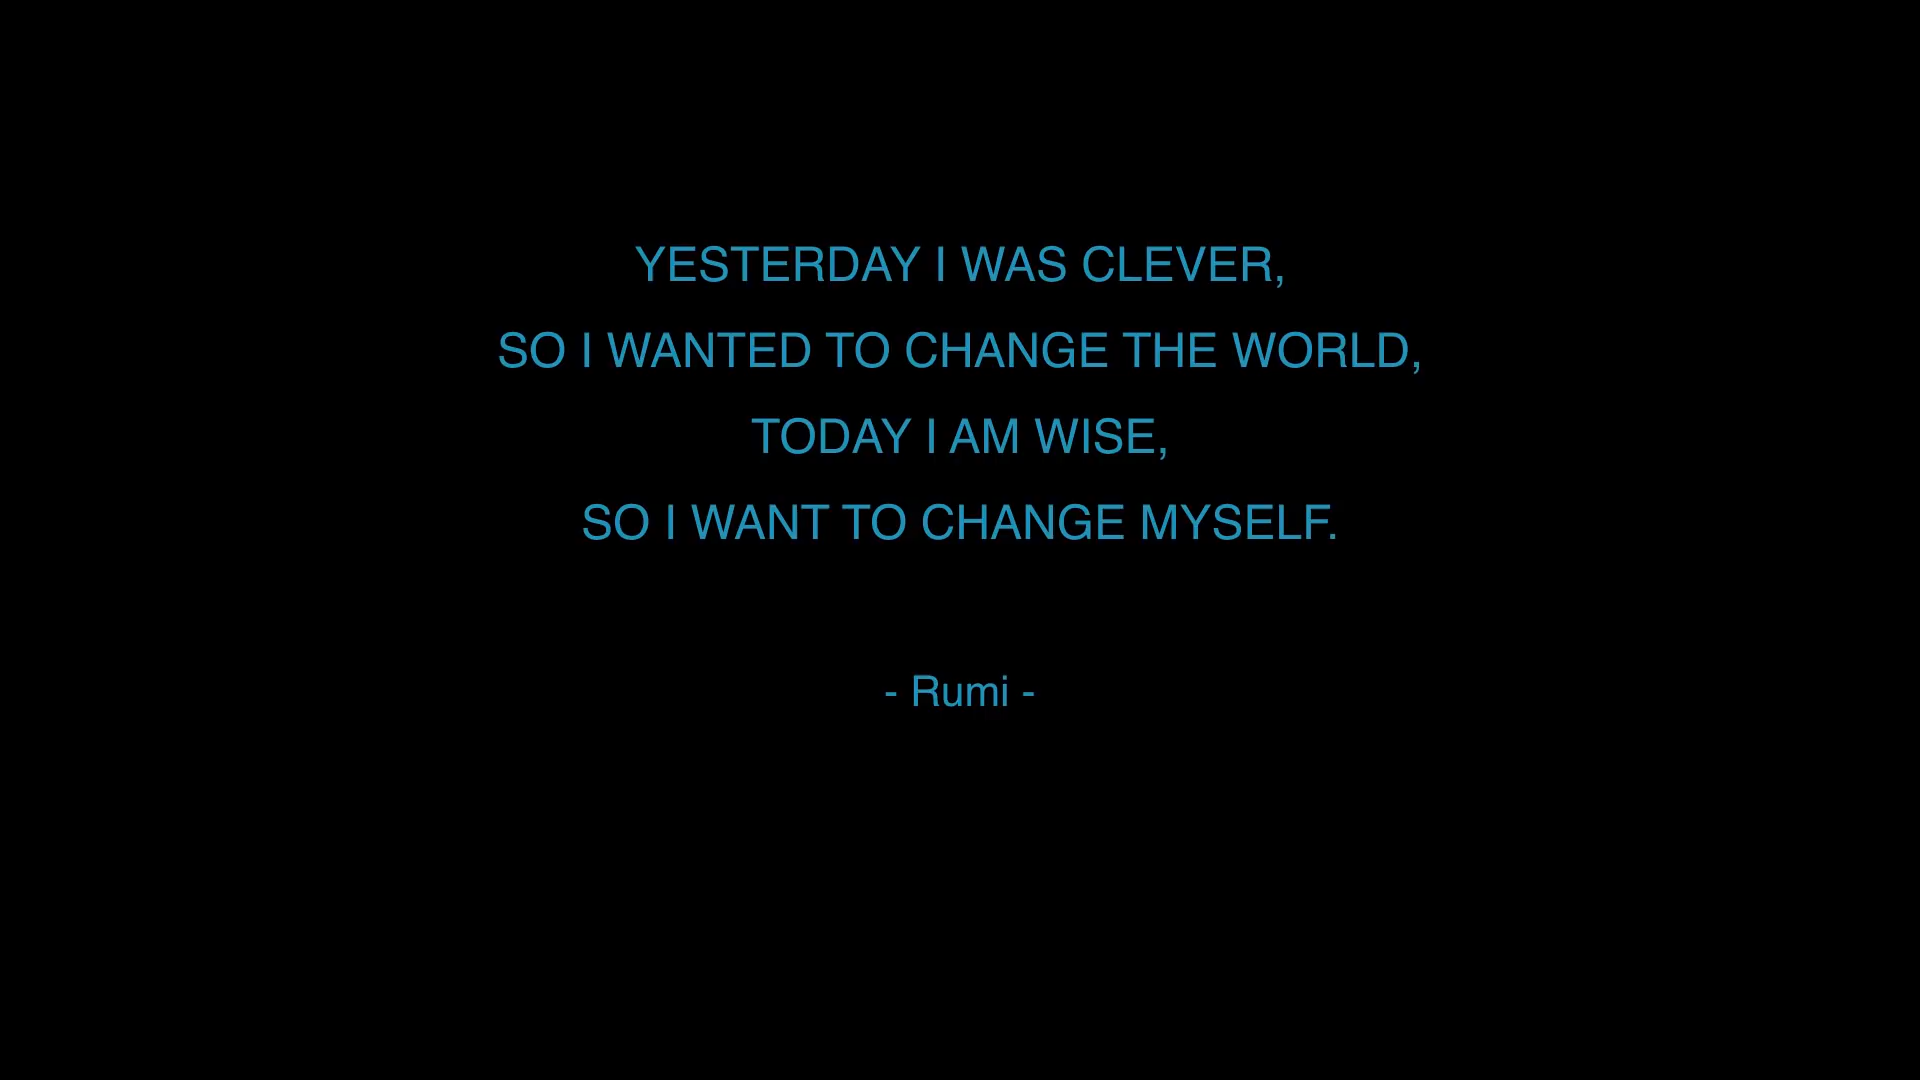 YESTERDAY I WAS CLEVER,
SO I WANTED TO CHANGE THE WORLD,
TODAY I AM WISE,
SO I WANT TO CHANGE MYSELF.
- Rumi -